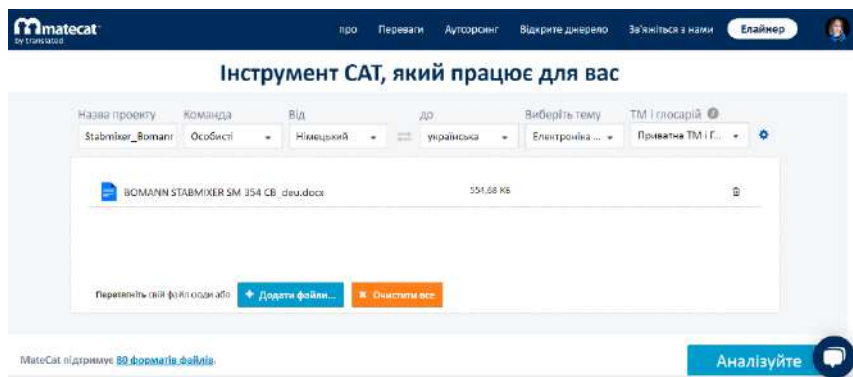 matecat
by translated
про Переваги Аутсорсинг Відкрите джерело Зв'яжіться з нами Елайнер
Інструмент CAT, який працює для вас
Назва проекту Команда Від до Виберіть тему ТМ і глосарій
Stabmixer_Bomann Особисті Німецький українська Електроніка ... Приватна ТМ і Г...
BOMANN STABMIXER SM 354 CB_deu.docx 554,68 КБ
Перетягніть свій файл сюди або + Додати файли... × Очистити все
MateCat підтримує 80 форматів файлів.
Аналізуйте